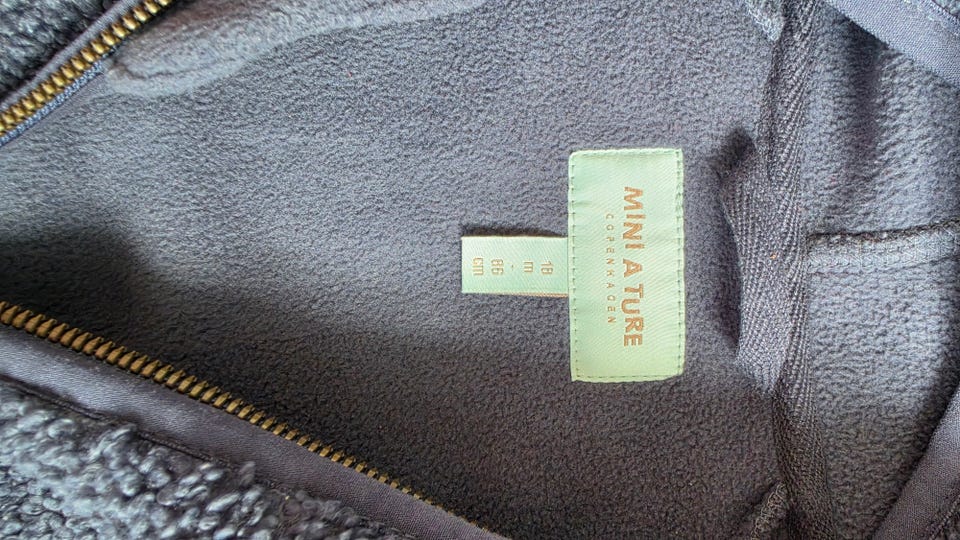 MINI A TURE
COPENHAGEN
18
m
-
86
cm